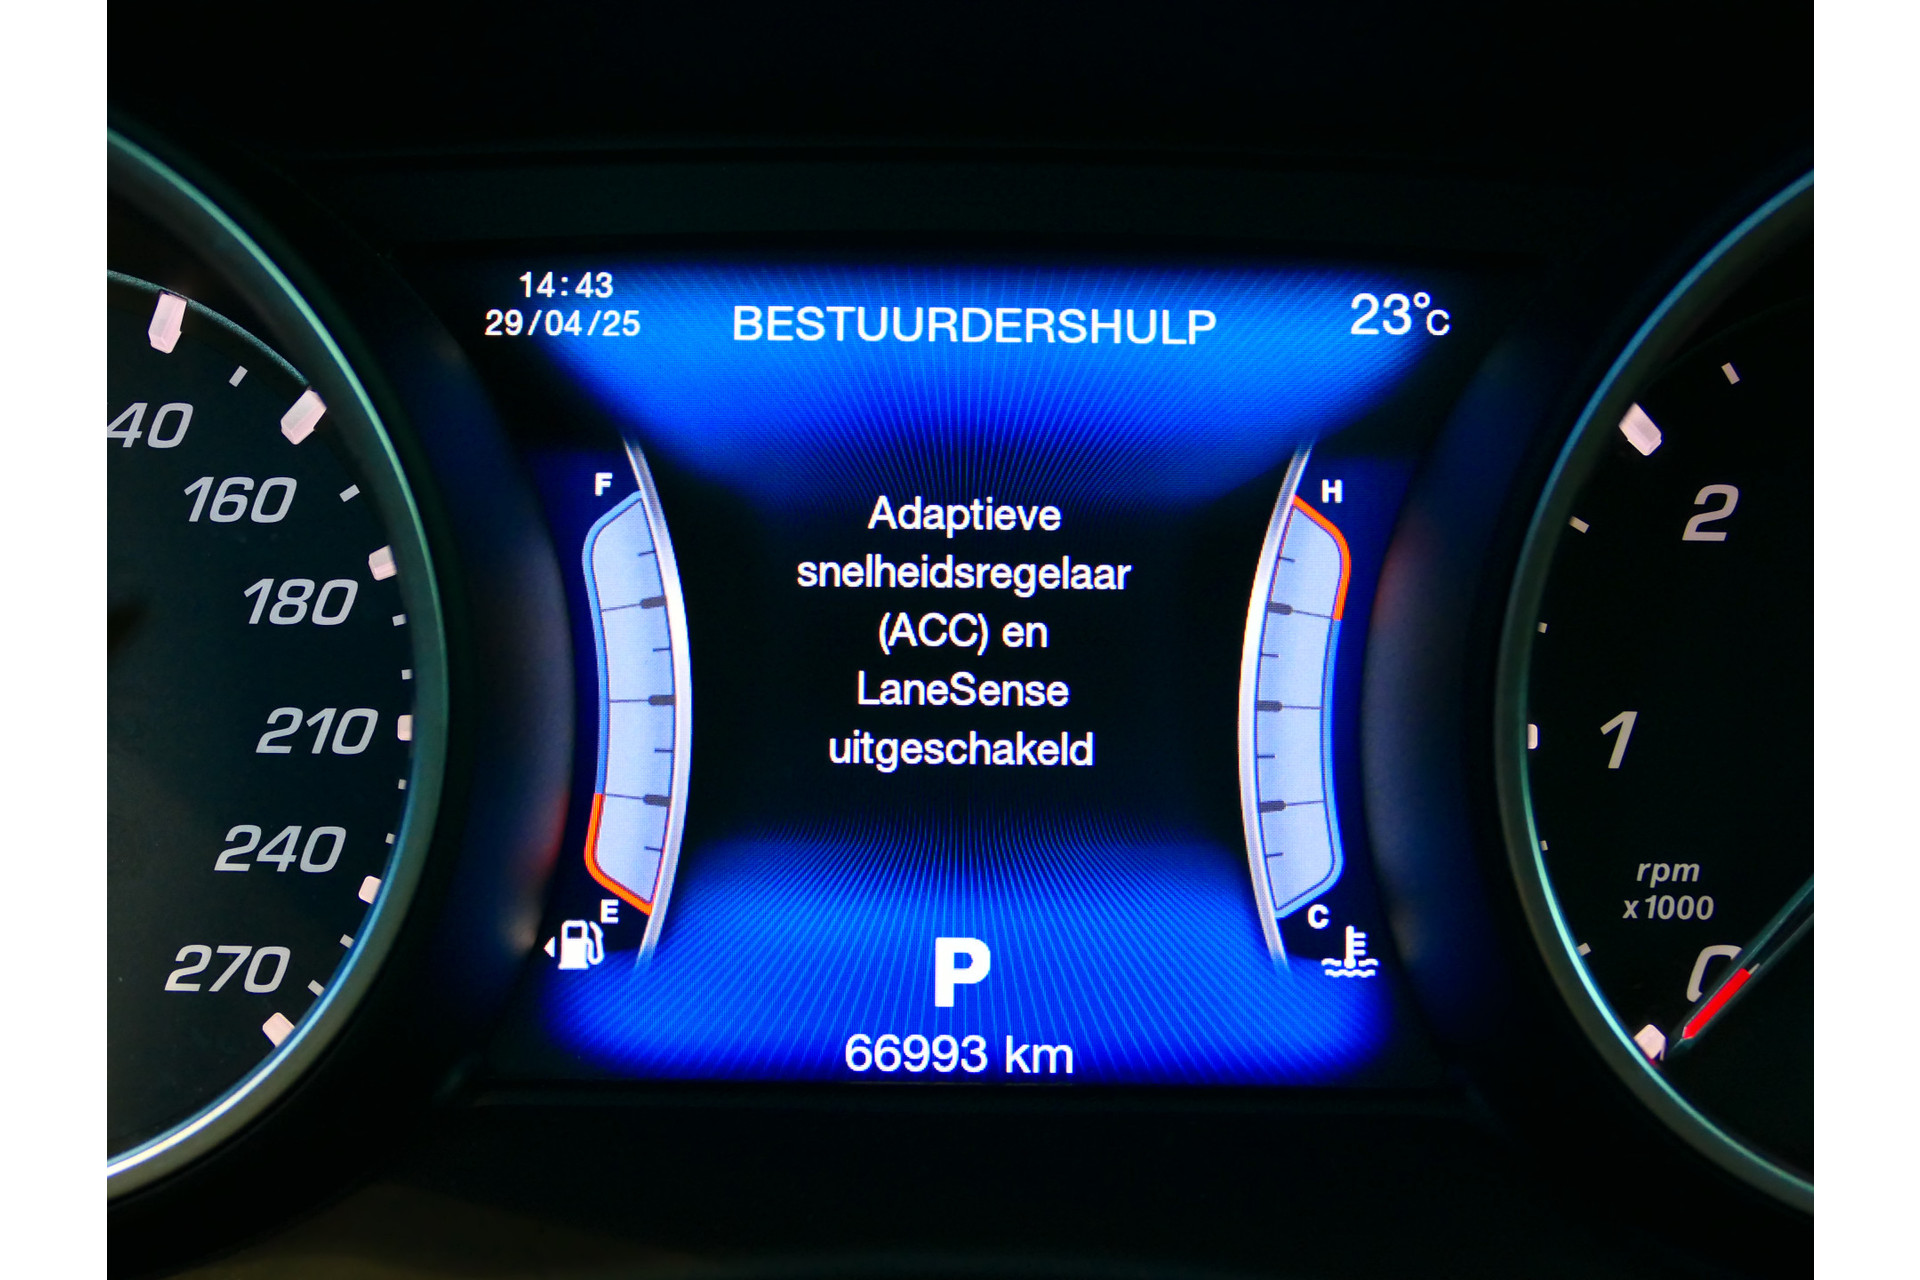 14:43
29/04/25
BESTUURDERSHULP
23°C
F
H
Adaptieve
snelheidsregelaar
(ACC) en
LaneSense
uitgeschakeld
E
C
P
66993 km
40
160
180
210
240
270
2
1
rpm
x1000
0